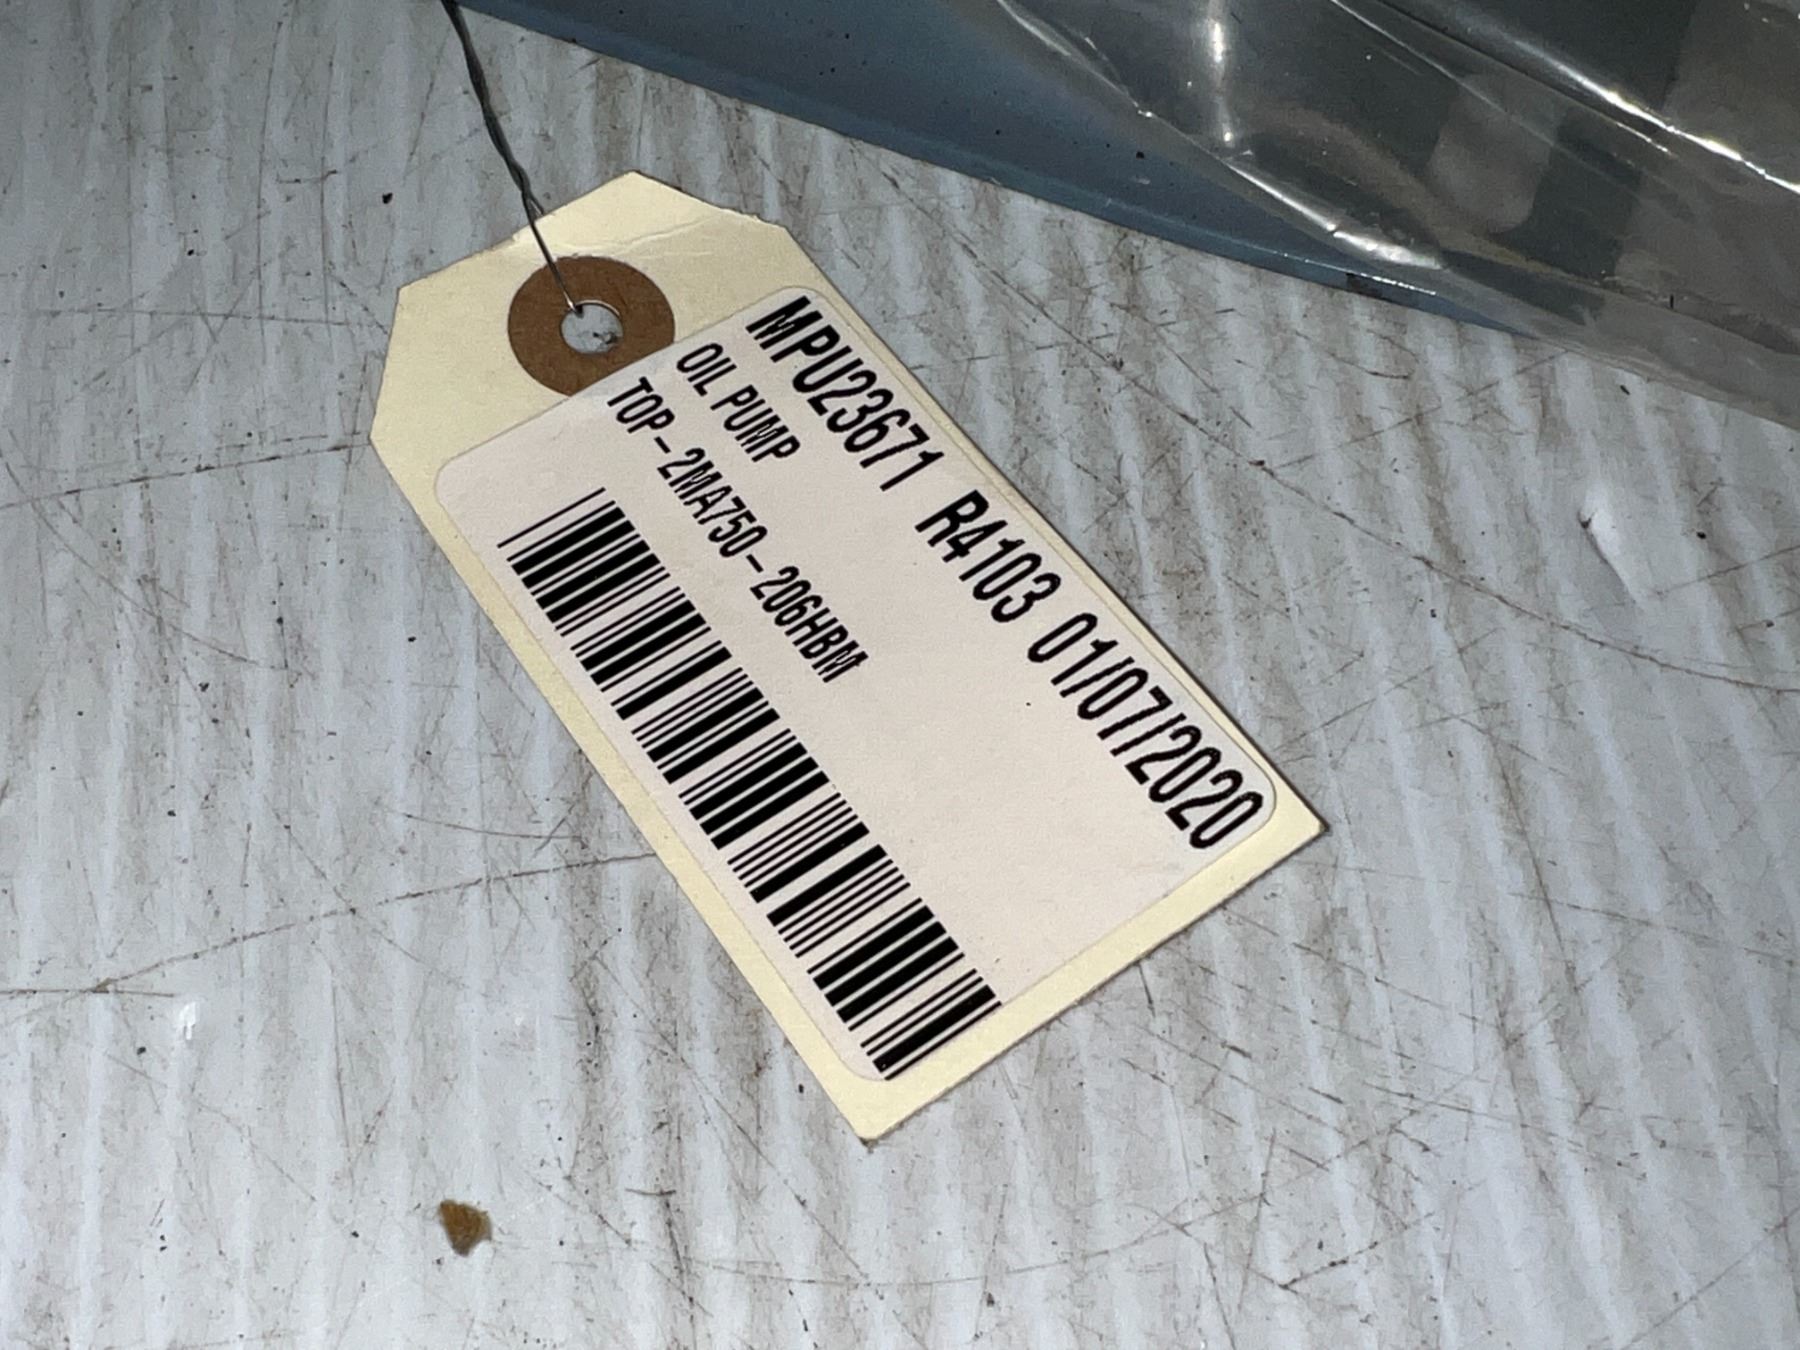 MPU23671 R4103 01/07/2020
OIL PUMP
TOP-2MA750-206HBM